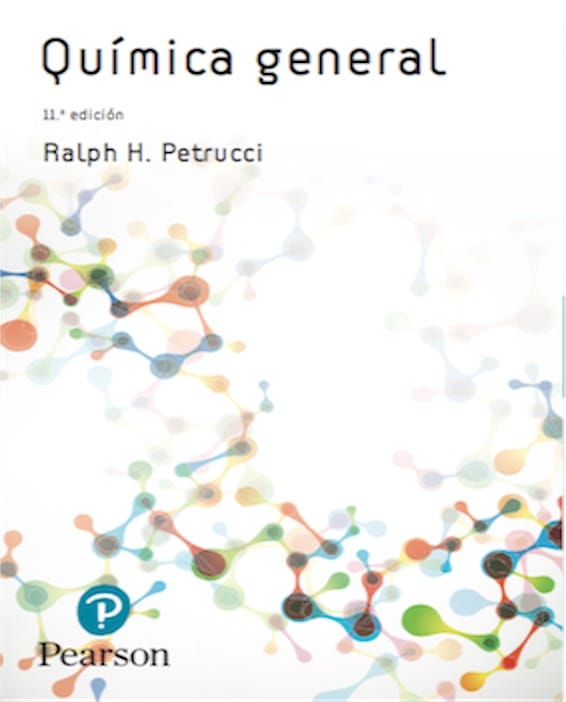 Química general
11.ª edición
Ralph H. Petrucci
P
Pearson